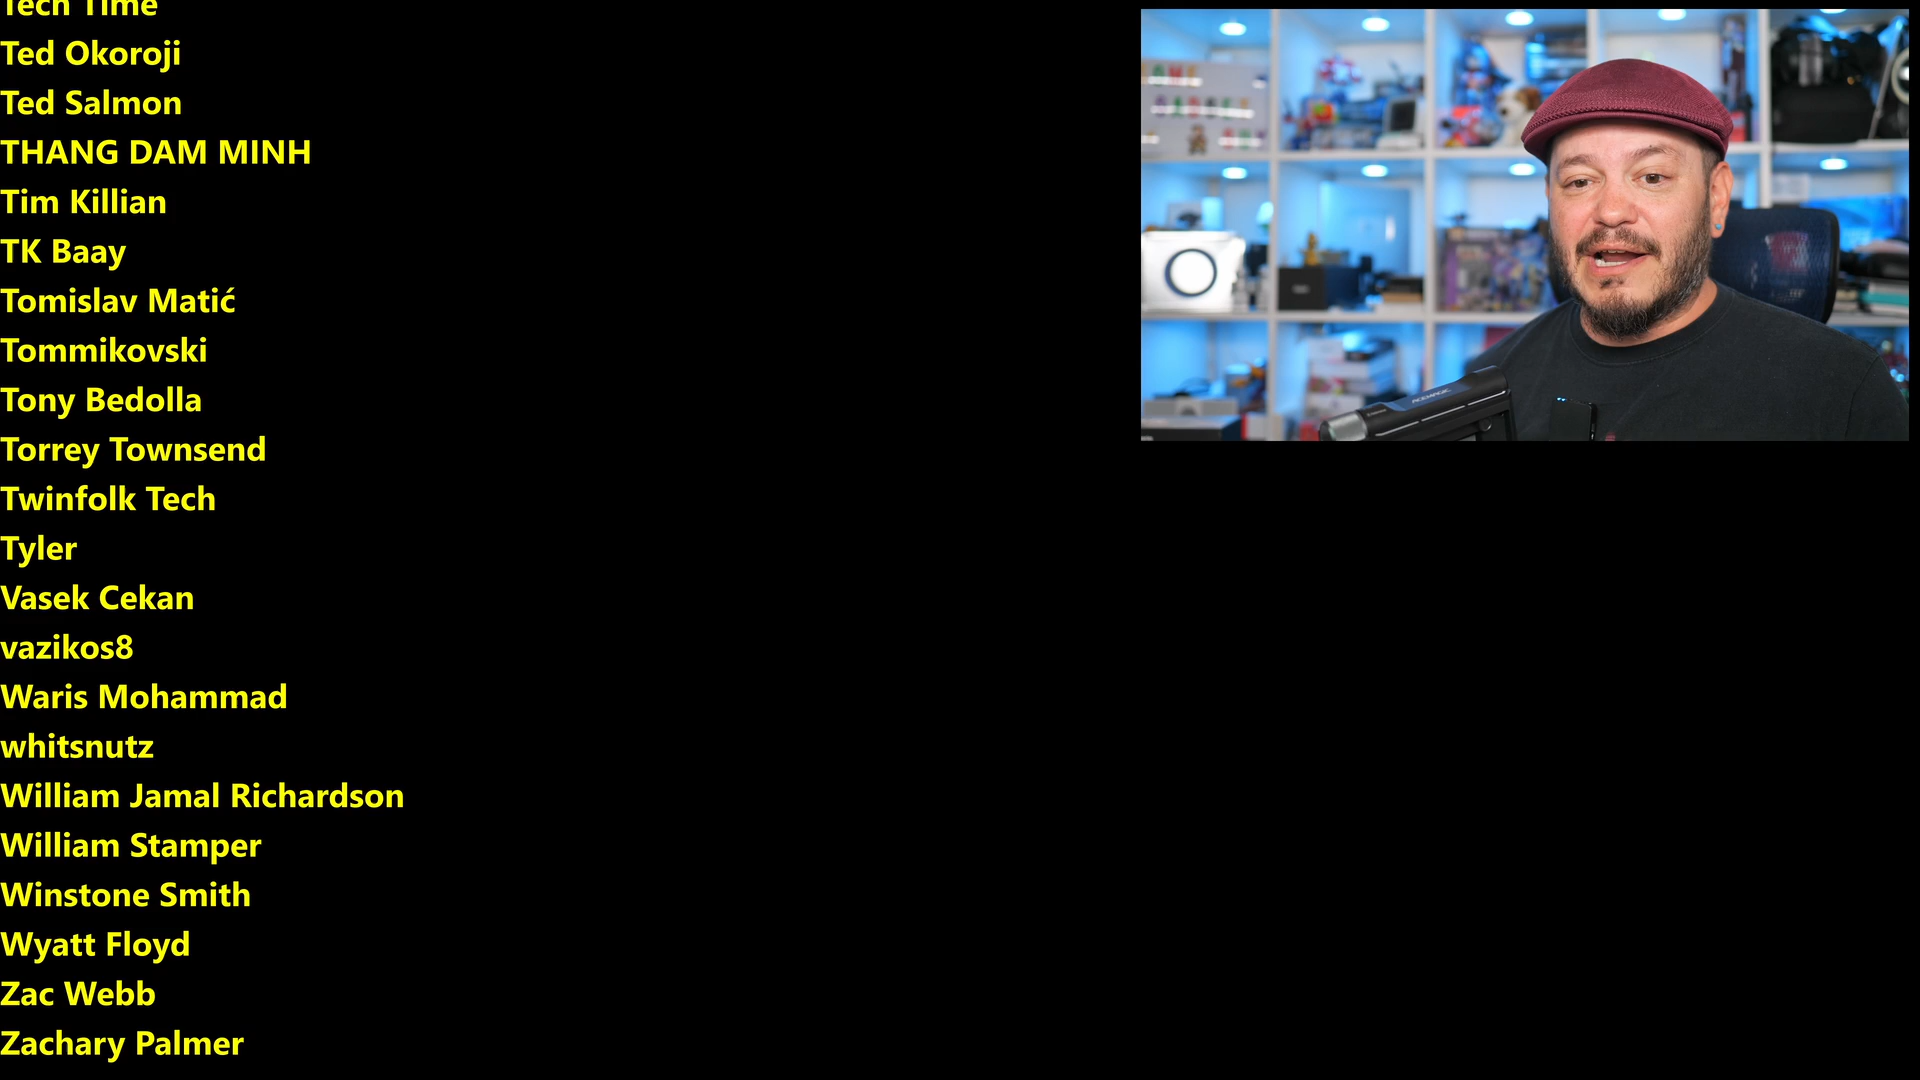 Tech Time
Ted Okoroji
Ted Salmon
THANG DAM MINH
Tim Killian
TK Baay
Tomislav Matić
Tommikovski
Tony Bedolla
Torrey Townsend
Twinfolk Tech
Tyler
Vasek Cekan
vazikos8
Waris Mohammad
whitsnutz
William Jamal Richardson
William Stamper
Winstone Smith
Wyatt Floyd
Zac Webb
Zachary Palmer